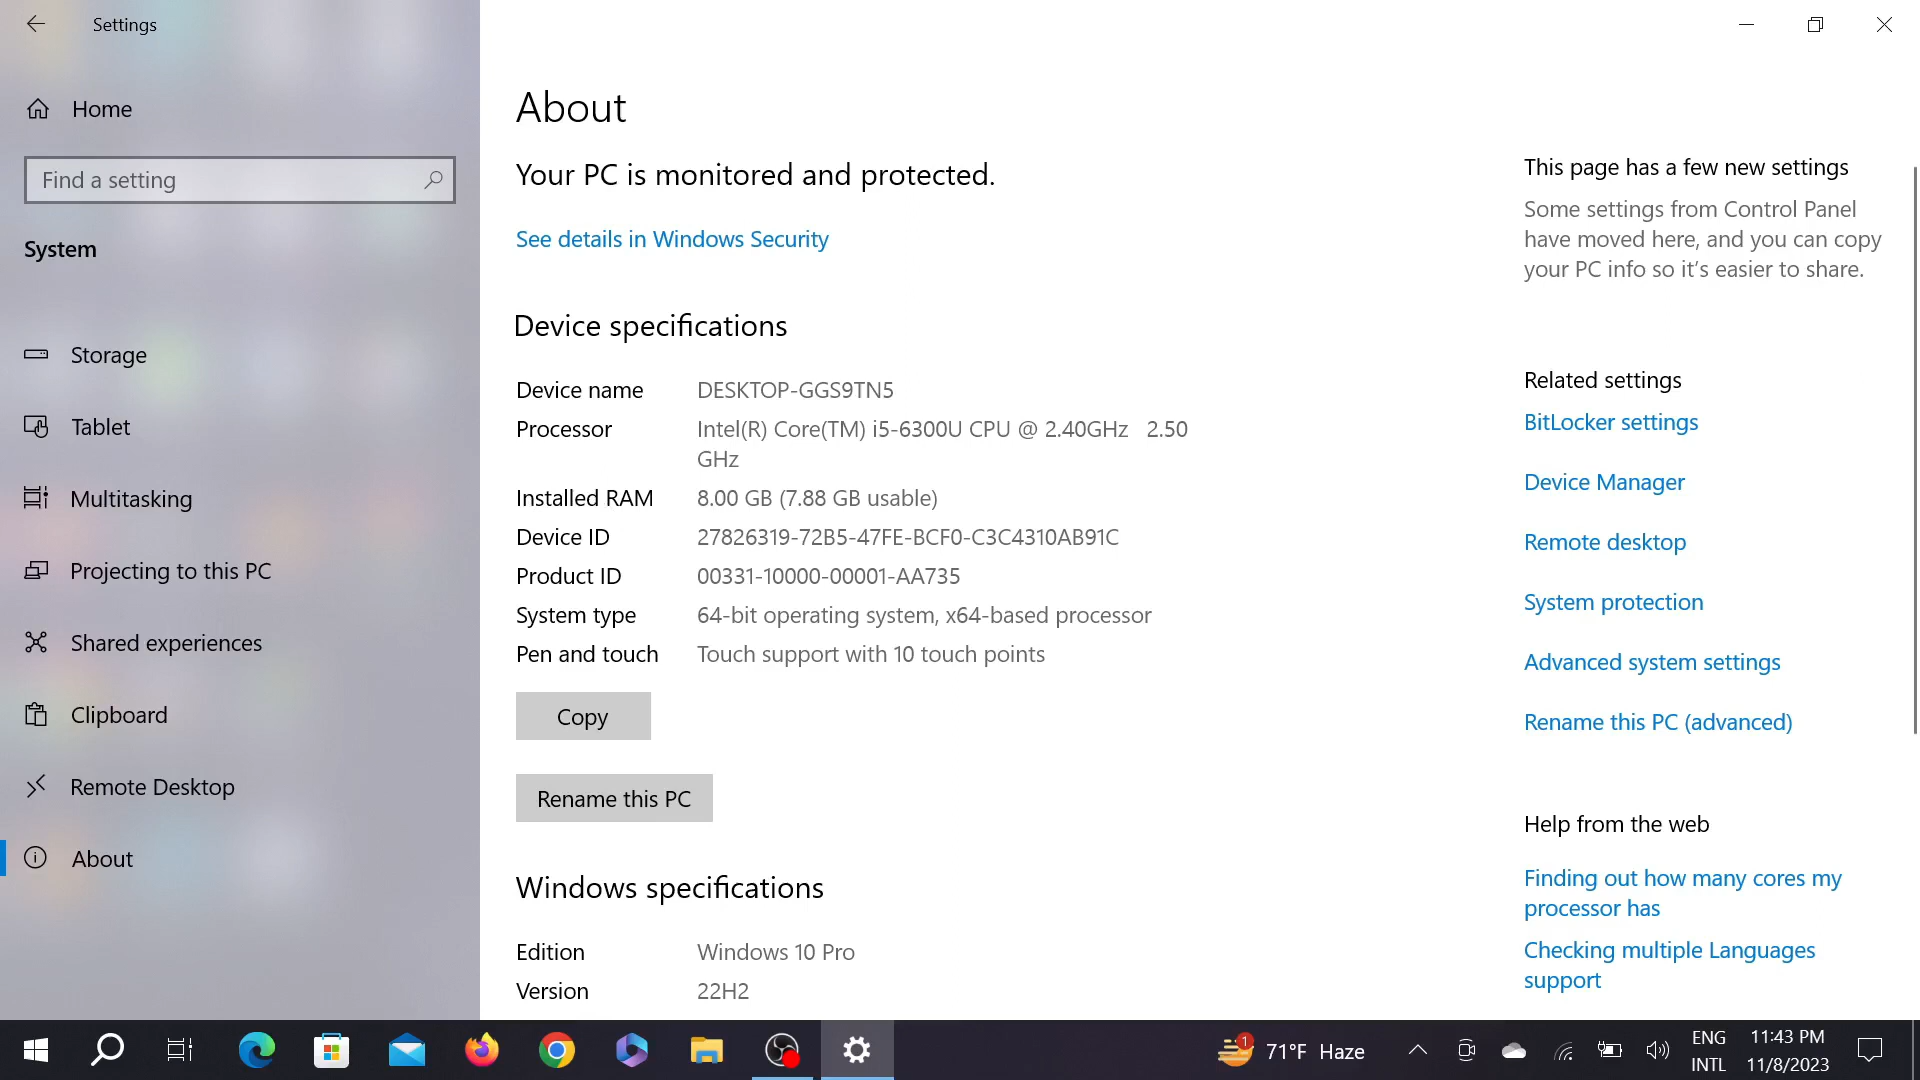 Settings
Home
Find a setting
System
Storage
Tablet
Multitasking
Projecting to this PC
Shared experiences
Clipboard
Remote Desktop
About
About
Your PC is monitored and protected.
See details in Windows Security
Device specifications
Device name DESKTOP-GGS9TN5
Processor Intel(R) Core(TM) i5-6300U CPU @ 2.40GHz 2.50
GHz
Installed RAM 8.00 GB (7.88 GB usable)
Device ID 27826319-72B5-47FE-BCF0-C3C4310AB91C
Product ID 00331-10000-00001-AA735
System type 64-bit operating system, x64-based processor
Pen and touch Touch support with 10 touch points
Copy
Rename this PC
Windows specifications
Edition Windows 10 Pro
Version 22H2
This page has a few new settings
Some settings from Control Panel
have moved here, and you can copy
your PC info so it’s easier to share.
Related settings
BitLocker settings
Device Manager
Remote desktop
System protection
Advanced system settings
Rename this PC (advanced)
Help from the web
Finding out how many cores my
processor has
Checking multiple Languages
support
1
71°F Haze
ENG
INTL
11:43 PM
11/8/2023